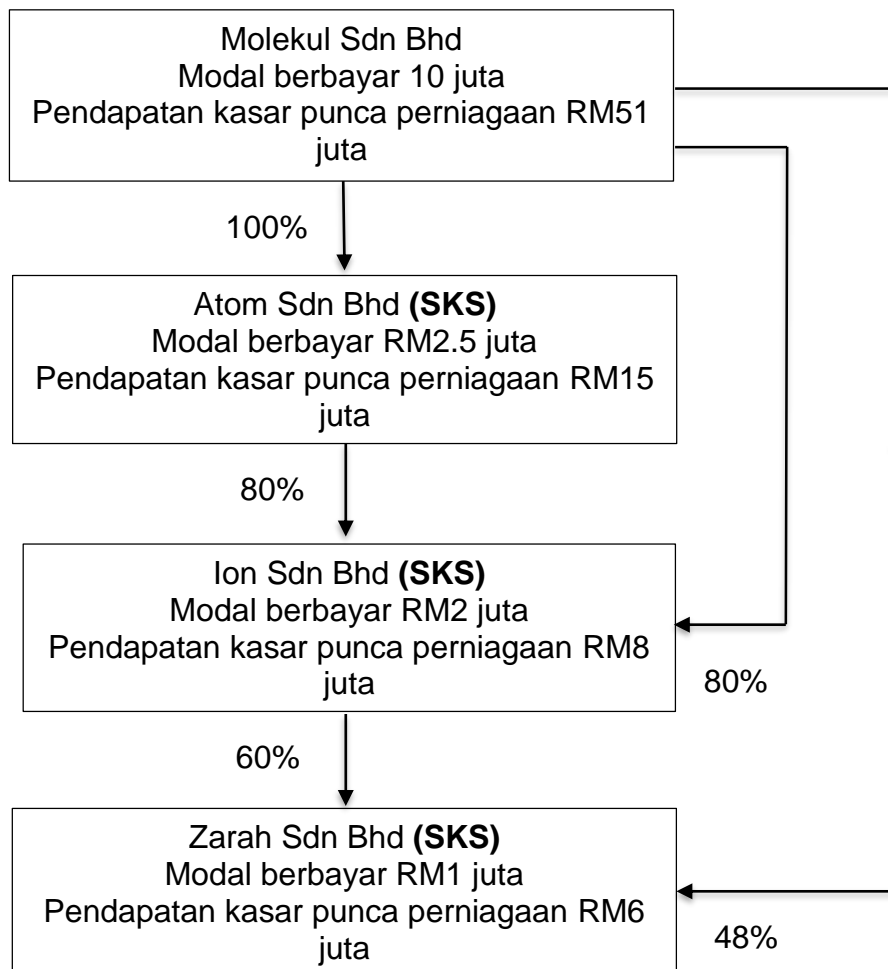 Molekul Sdn Bhd
Modal berbayar 10 juta
Pendapatan kasar punca perniagaan RM51
juta
100%
Atom Sdn Bhd (SKS)
Modal berbayar RM2.5 juta
Pendapatan kasar punca perniagaan RM15
juta
80%
Ion Sdn Bhd (SKS)
Modal berbayar RM2 juta
Pendapatan kasar punca perniagaan RM8
juta
80%
60%
Zarah Sdn Bhd (SKS)
Modal berbayar RM1 juta
Pendapatan kasar punca perniagaan RM6
juta
48%